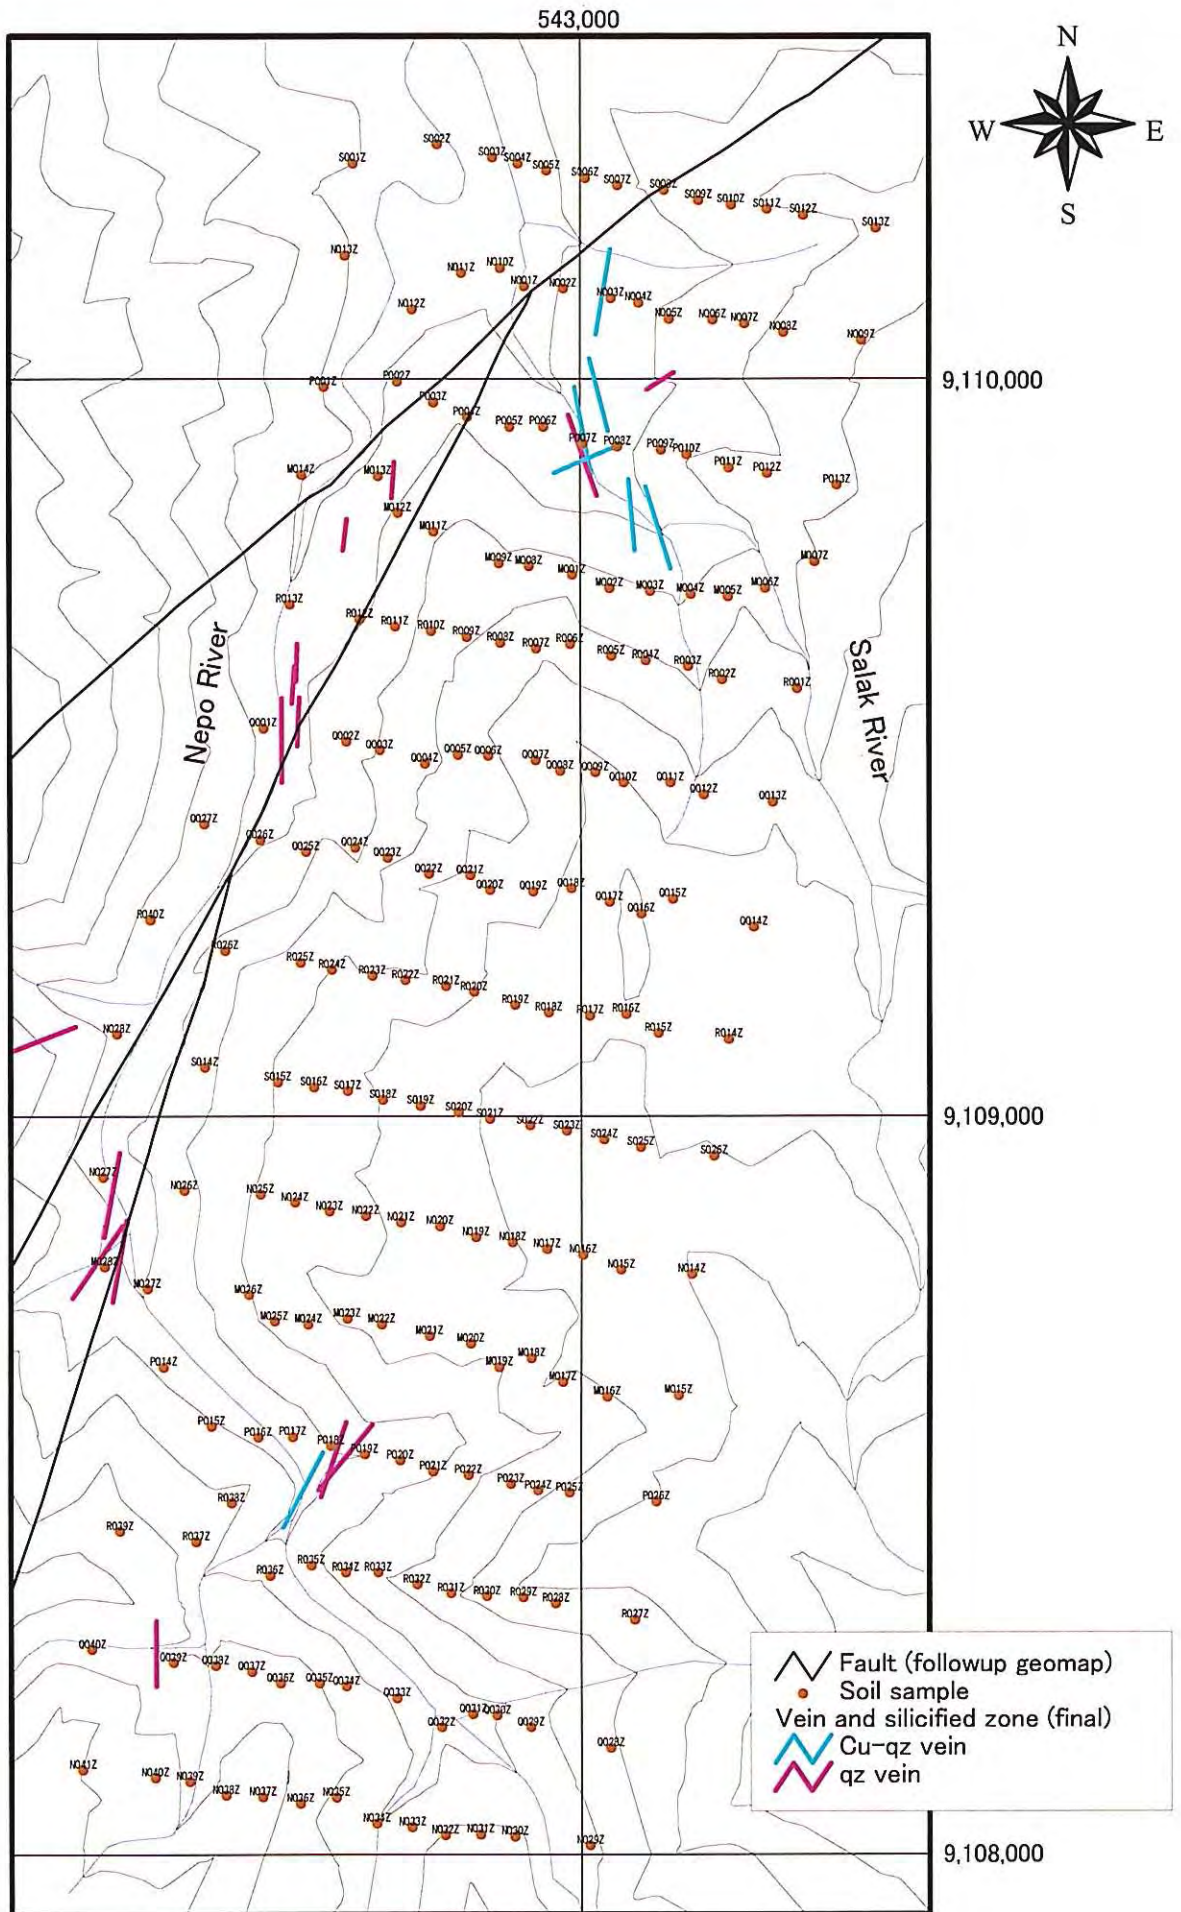 543,000
N
W E
S
S001Z
S002Z
S003Z
S004Z
S005Z
S006Z
S007Z
S008Z
S009Z
S010Z
S011Z
S012Z
S013Z
N013Z
N012Z
N011Z
N010Z
N001Z
N002Z
N003Z
N004Z
N005Z
N006Z
N007Z
N008Z
N009Z
9,110,000
P001Z
P002Z
P003Z
P004Z
P005Z
P006Z
P007Z
P008Z
P009Z
P010Z
P011Z
P012Z
P013Z
M014Z
M013Z
M012Z
M011Z
M009Z
M008Z
M001Z
M002Z
M003Z
M004Z
M005Z
M006Z
M007Z
R013Z
R012Z
R011Z
R010Z
R009Z
R008Z
R007Z
R006Z
R005Z
R004Z
R003Z
R002Z
R001Z
Nepo River
Salak River
O001Z
O002Z
O003Z
O004Z
O005Z
O006Z
O007Z
O008Z
O009Z
O010Z
O011Z
O012Z
O013Z
O027Z
O026Z
O025Z
O024Z
O023Z
O022Z
O021Z
O020Z
O019Z
O018Z
O017Z
O016Z
O015Z
O014Z
R040Z
R026Z
R025Z
R024Z
R023Z
R022Z
R021Z
R020Z
R019Z
R018Z
R017Z
R016Z
R015Z
R014Z
N028Z
S014Z
S015Z
S016Z
S017Z
S018Z
S019Z
S020Z
S021Z
S022Z
S023Z
S024Z
S025Z
S026Z
9,109,000
N027Z
N026Z
N025Z
N024Z
N023Z
N022Z
N021Z
N020Z
N019Z
N018Z
N017Z
N016Z
N015Z
N014Z
M028Z
M027Z
M026Z
M025Z
M024Z
M023Z
M022Z
M021Z
M020Z
M019Z
M018Z
M017Z
M016Z
M015Z
P014Z
P015Z
P016Z
P017Z
P018Z
P019Z
P020Z
P021Z
P022Z
P023Z
P024Z
P025Z
P026Z
R039Z
R038Z
R037Z
R036Z
R035Z
R034Z
R033Z
R032Z
R031Z
R030Z
R029Z
R028Z
R027Z
O040Z
O039Z
O038Z
O037Z
O036Z
O035Z
O034Z
O033Z
O032Z
O031Z
O030Z
O029Z
O028Z
N041Z
N040Z
N039Z
N038Z
N037Z
N036Z
N035Z
N034Z
N033Z
N032Z
N031Z
N030Z
N029Z
Fault (followup geomap)
Soil sample
Vein and silicified zone (final)
Cu-qz vein
qz vein
9,108,000